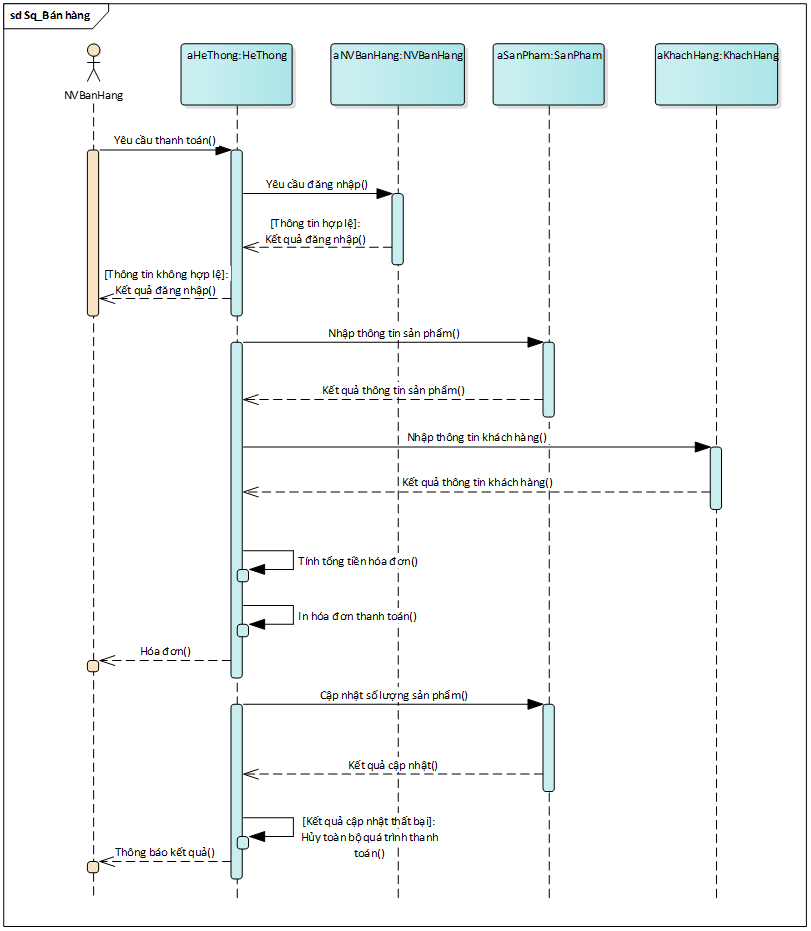 sd Sq_Bán hàng
aHeThong:HeThong
aNVBanHang:NVBanHang
aSanPham:SanPham
aKhachHang:KhachHang
NVBanHang
Yêu cầu thanh toán()
Yêu cầu đăng nhập()
[Thông tin hợp lệ]:
Kết quả đăng nhập()
[Thông tin không hợp lệ]:
Kết quả đăng nhập()
Nhập thông tin sản phẩm()
Kết quả thông tin sản phẩm()
Nhập thông tin khách hàng()
Kết quả thông tin khách hàng()
Tính tổng tiền hóa đơn()
In hóa đơn thanh toán()
Hóa đơn()
Cập nhật số lượng sản phẩm()
Kết quả cập nhật()
[Kết quả cập nhật thất bại]:
Hủy toàn bộ quá trình thanh
toán()
Thông báo kết quả()